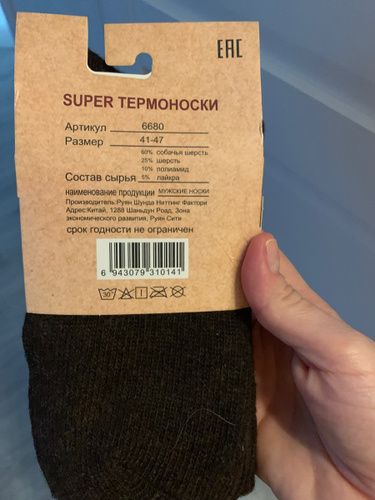 EAC
SUPER ТЕРМОНОСКИ
Артикул 6680
Размер 41-47
60% собачья шерсть
25% шерсть
10% полиамид
Состав сырья 5% лайкра
наименование продукции МУЖСКИЕ НОСКИ
Производитель:Руян Шунда Ниттинг Фактори
Адрес:Китай, 1288 Шаньдун Роад, Зона
экономического развития, Руян Сити
срок годности не ограничен
6 943079 310141
30°